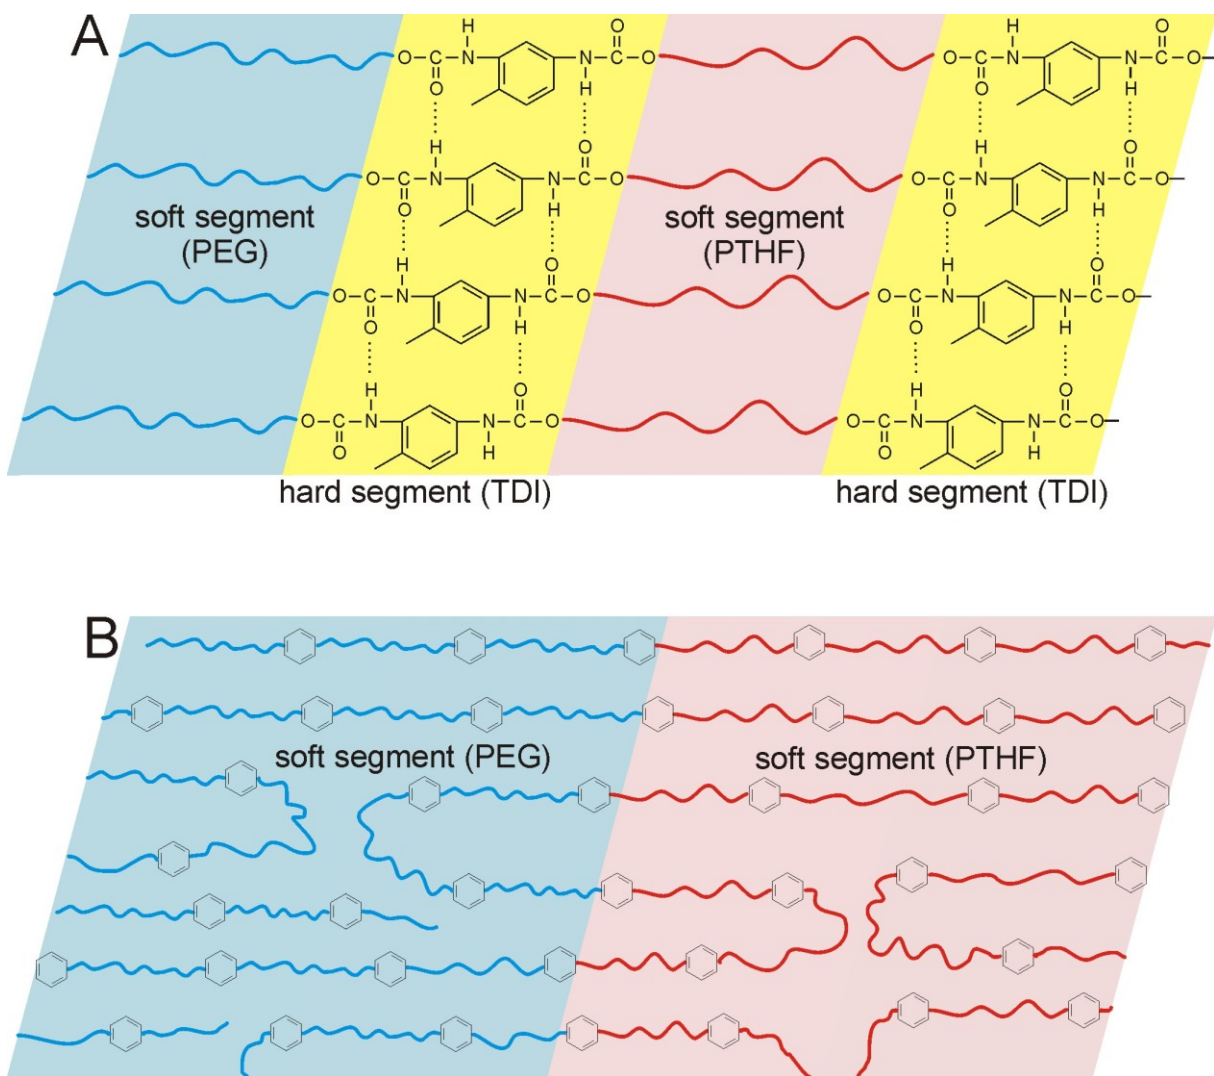 A
H O H O
O C N N C O O C N N C O
O H O H
H O H O
O C N N C O O C N N C O
O H O H
soft segment
(PEG)
soft segment
(PTHF)
H O H O
O C N N C O O C N N C O
O H O H
H O H O
O C N N C O O C N N C O
O H O H
hard segment (TDI)
hard segment (TDI)
B
soft segment (PEG)
soft segment (PTHF)